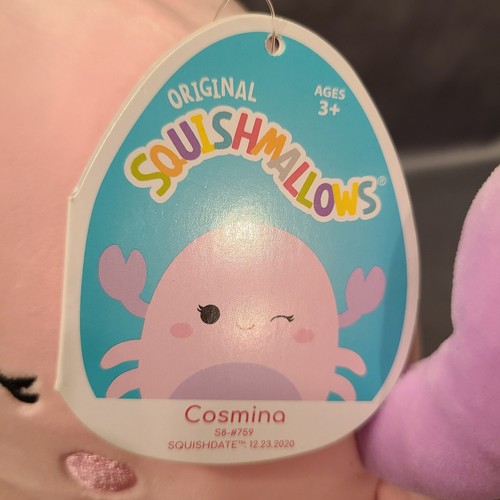 ORIGINAL
AGES
3+
SQUISHMALLOWS®
Cosmina
S8-#759
SQUISHDATE™: 12.23.2020